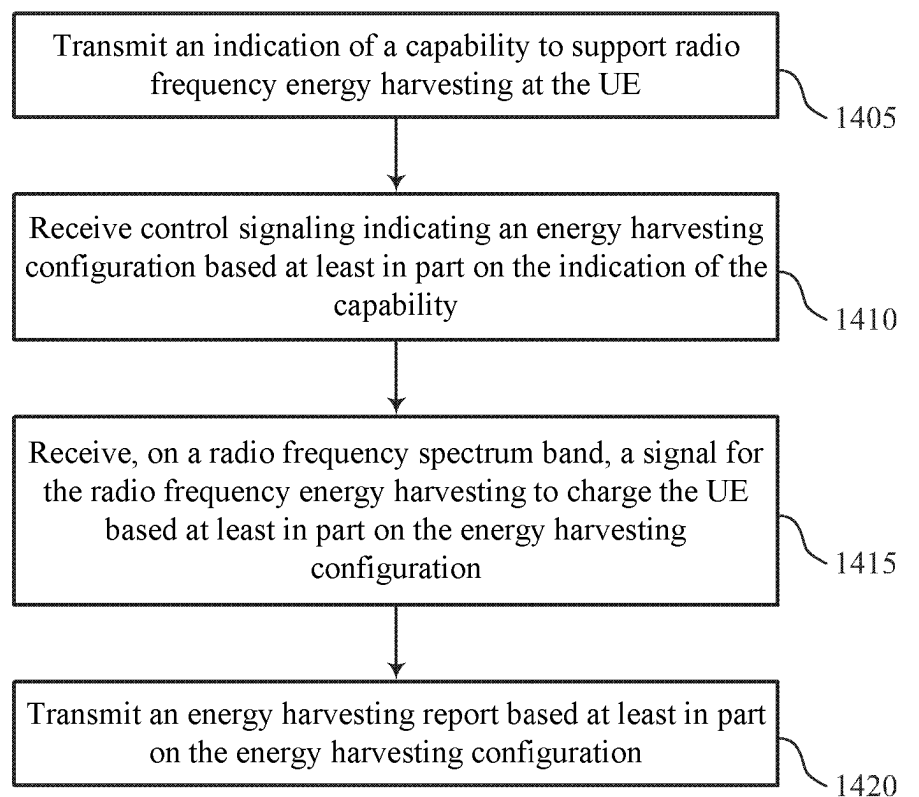 Transmit an indication of a capability to support radio
frequency energy harvesting at the UE
1405
Receive control signaling indicating an energy harvesting
configuration based at least in part on the indication of the
capability
1410
Receive, on a radio frequency spectrum band, a signal for
the radio frequency energy harvesting to charge the UE
based at least in part on the energy harvesting
configuration
1415
Transmit an energy harvesting report based at least in part
on the energy harvesting configuration
1420